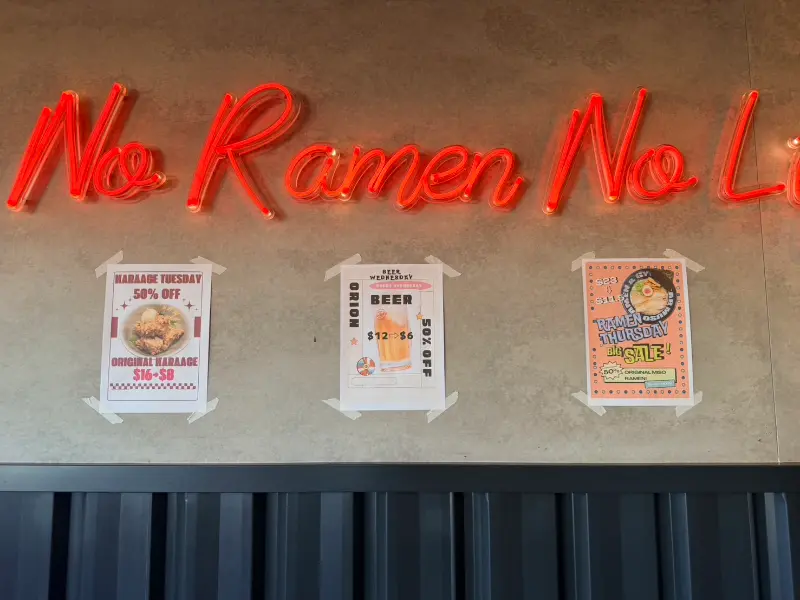 No Ramen No Li
KARAAGE TUESDAY
50% OFF
ORIGINAL KARAAGE
$16→$8
BEER
WEDNESDAY
ORION
BEER
$12→$6
50% OFF
$23
RAMEN
THURSDAY
BIG SALE!
50%
ORIGINAL MISO
RAMEN!